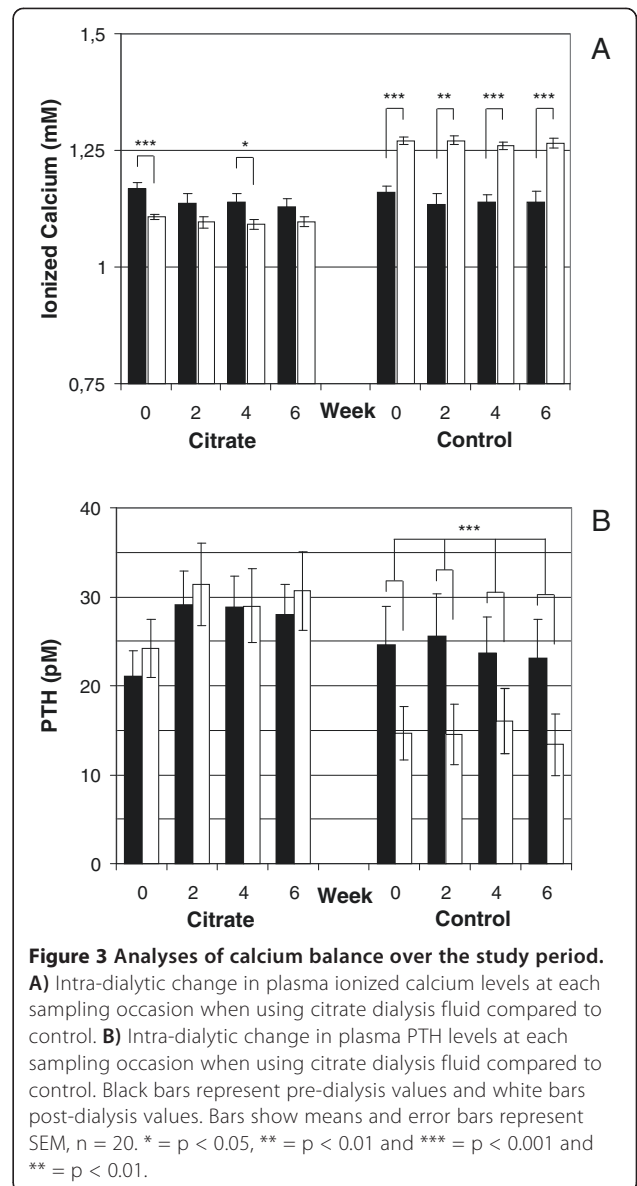 A
Ionized Calcium (mM)
1,5
1,25
1
0,75
*** * *** ** *** ***
0 2 4 6 Week 0 2 4 6
Citrate Control
B
PTH (pM)
40
30
20
10
0
***
0 2 4 6 Week 0 2 4 6
Citrate Control
Figure 3 Analyses of calcium balance over the study period.
A) Intra-dialytic change in plasma ionized calcium levels at each
sampling occasion when using citrate dialysis fluid compared to
control. B) Intra-dialytic change in plasma PTH levels at each
sampling occasion when using citrate dialysis fluid compared to
control. Black bars represent pre-dialysis values and white bars
post-dialysis values. Bars show means and error bars represent
SEM, n = 20. * = p < 0.05, ** = p < 0.01 and *** = p < 0.001 and
** = p < 0.01.